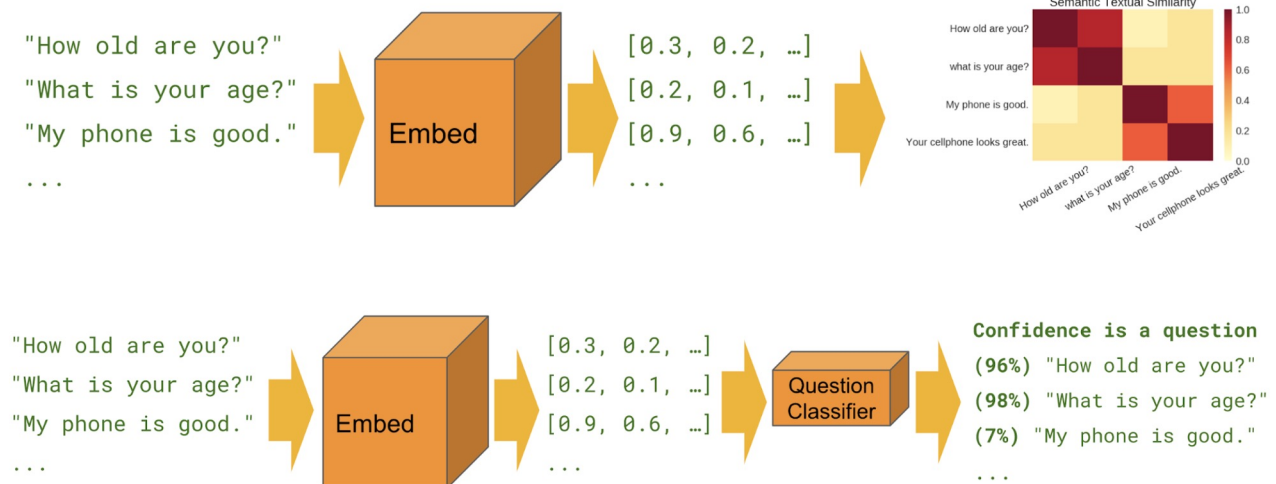 "How old are you?"
"What is your age?"
"My phone is good."
...
Embed
[0.3, 0.2, …]
[0.2, 0.1, …]
[0.9, 0.6, …]
...
Semantic Textual Similarity
How old are you?
what is your age?
My phone is good.
Your cellphone looks great.
How old are you?
what is your age?
My phone is good.
Your cellphone looks great.
1.0
0.8
0.6
0.4
0.2
0.0
"How old are you?"
"What is your age?"
"My phone is good."
...
Embed
[0.3, 0.2, …]
[0.2, 0.1, …]
[0.9, 0.6, …]
...
Question
Classifier
Confidence is a question
(96%) "How old are you?"
(98%) "What is your age?"
(7%) "My phone is good."
...